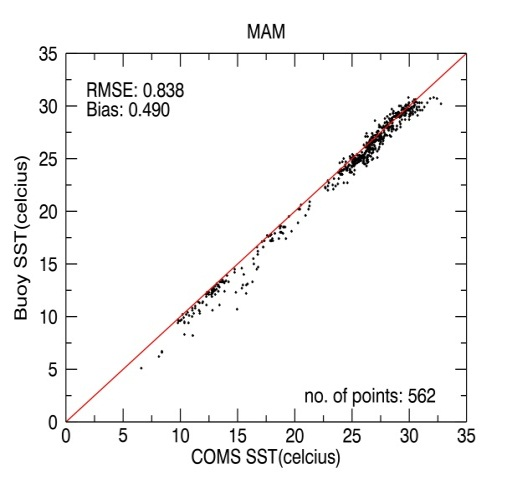 MAM
35
RMSE: 0.838
30
Bias: 0.490
25
20
Buoy SST(celcius)
15
10
5
no. of points: 562
0
0 5 10 15 20 25 30 35
COMS SST(celcius)